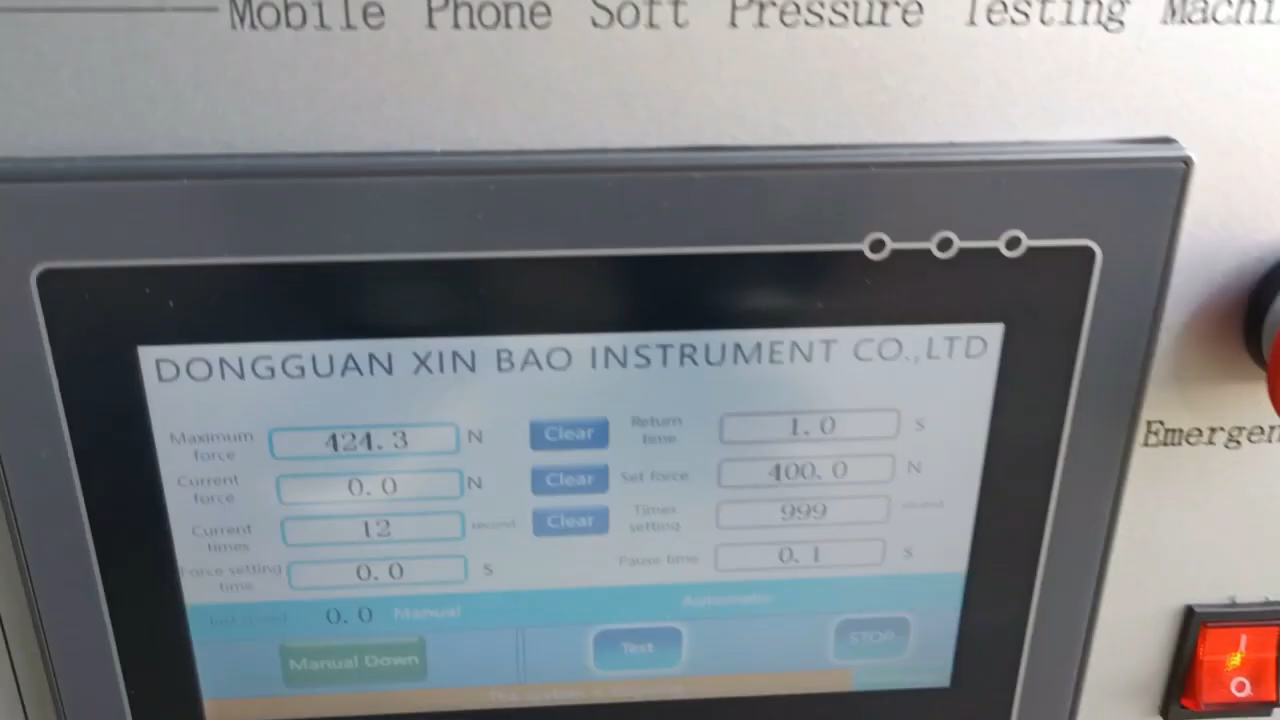 Mobile Phone Soft Pressure Testing Machi
DONGGUAN XIN BAO INSTRUMENT CO.,LTD
Maximum force 424.3 N Clear Return time 1.0 S
Current force 0.0 N Clear Set force 400.0 N
Current times 12 second Clear Times setting 999
Force setting time 0.0 S Pause time 0.1 S
0.0 Manual Automatic
Manual Down Test STOP
Emergen